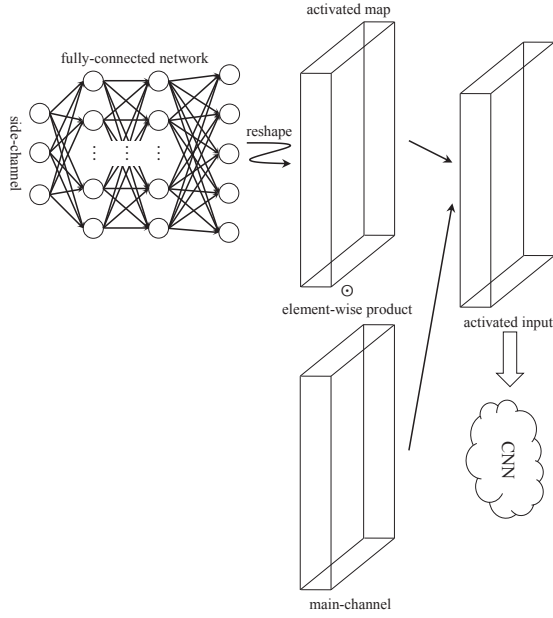 activated map
fully-connected network
side-channel
reshape
⊙
element-wise product
activated input
CNN
main-channel